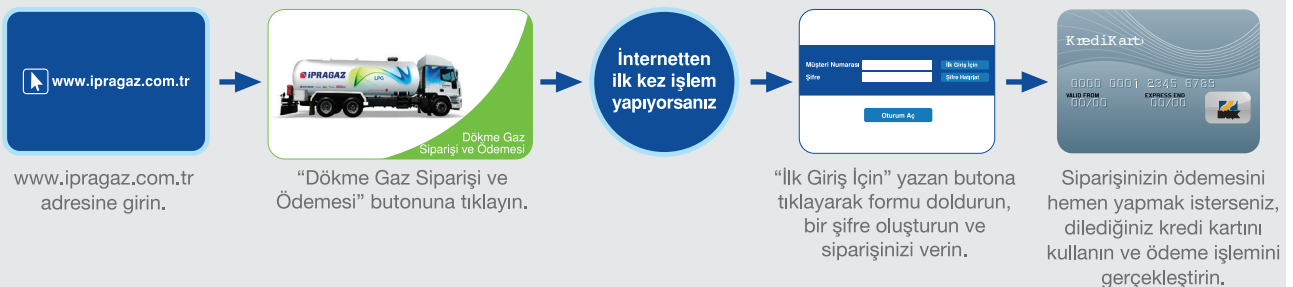 www.ipragaz.com.tr
www.ipragaz.com.tr
adresine girin.
iPRAGAZ
LPG
Dökme Gaz
Siparişi ve Ödemesi
“Dökme Gaz Siparişi ve
Ödemesi” butonuna tıklayın.
İnternetten
ilk kez işlem
yapıyorsanız
Müşteri Numarası
İlk Giriş İçin
Şifre
Şifre Hatırlat
Oturum Aç
“İlk Giriş İçin” yazan butona
tıklayarak formu doldurun,
bir şifre oluşturun ve
siparişinizi verin.
KrediKartı
0000 0001 2345 6789
VALID FROM
EXPRESS END
00/00
00/00
Siparişinizin ödemesini
hemen yapmak isterseniz,
dilediğiniz kredi kartını
kullanın ve ödeme işlemini
gerçekleştirin.